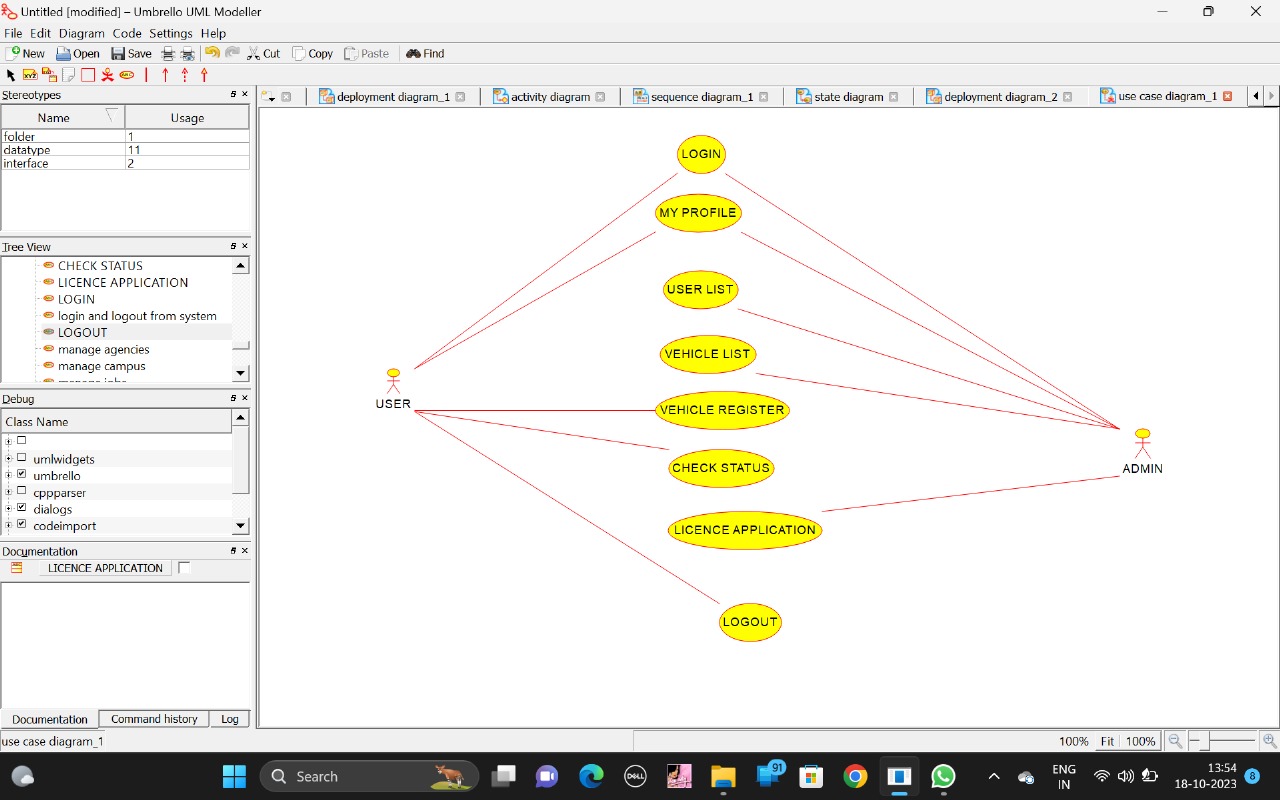 Untitled [modified] – Umbrello UML Modeller
File Edit Diagram Code Settings Help
New Open Save Cut Copy Paste Find
XYZ ABC
Stereotypes
Name Usage
folder 1
datatype 11
interface 2
Tree View
CHECK STATUS
LICENCE APPLICATION
LOGIN
login and logout from system
LOGOUT
manage agencies
manage campus
Debug
Class Name
umlwidgets
umbrello
cppparser
dialogs
codeimport
Documentation
LICENCE APPLICATION
Documentation Command history Log
use case diagram_1
deployment diagram_1 activity diagram sequence diagram_1 state diagram deployment diagram_2 use case diagram_1
LOGIN
MY PROFILE
USER LIST
VEHICLE LIST
USER
VEHICLE REGISTER
CHECK STATUS
ADMIN
LICENCE APPLICATION
LOGOUT
100% Fit 100%
Search
DELL
91
ENG
IN
13:54
18-10-2023
8